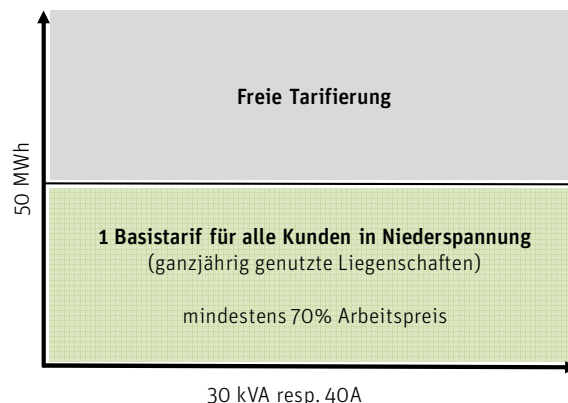 Freie Tarifierung
50 MWh
1 Basistarif für alle Kunden in Niederspannung
(ganzjährig genutzte Liegenschaften)
mindestens 70% Arbeitspreis
30 kVA resp. 40A